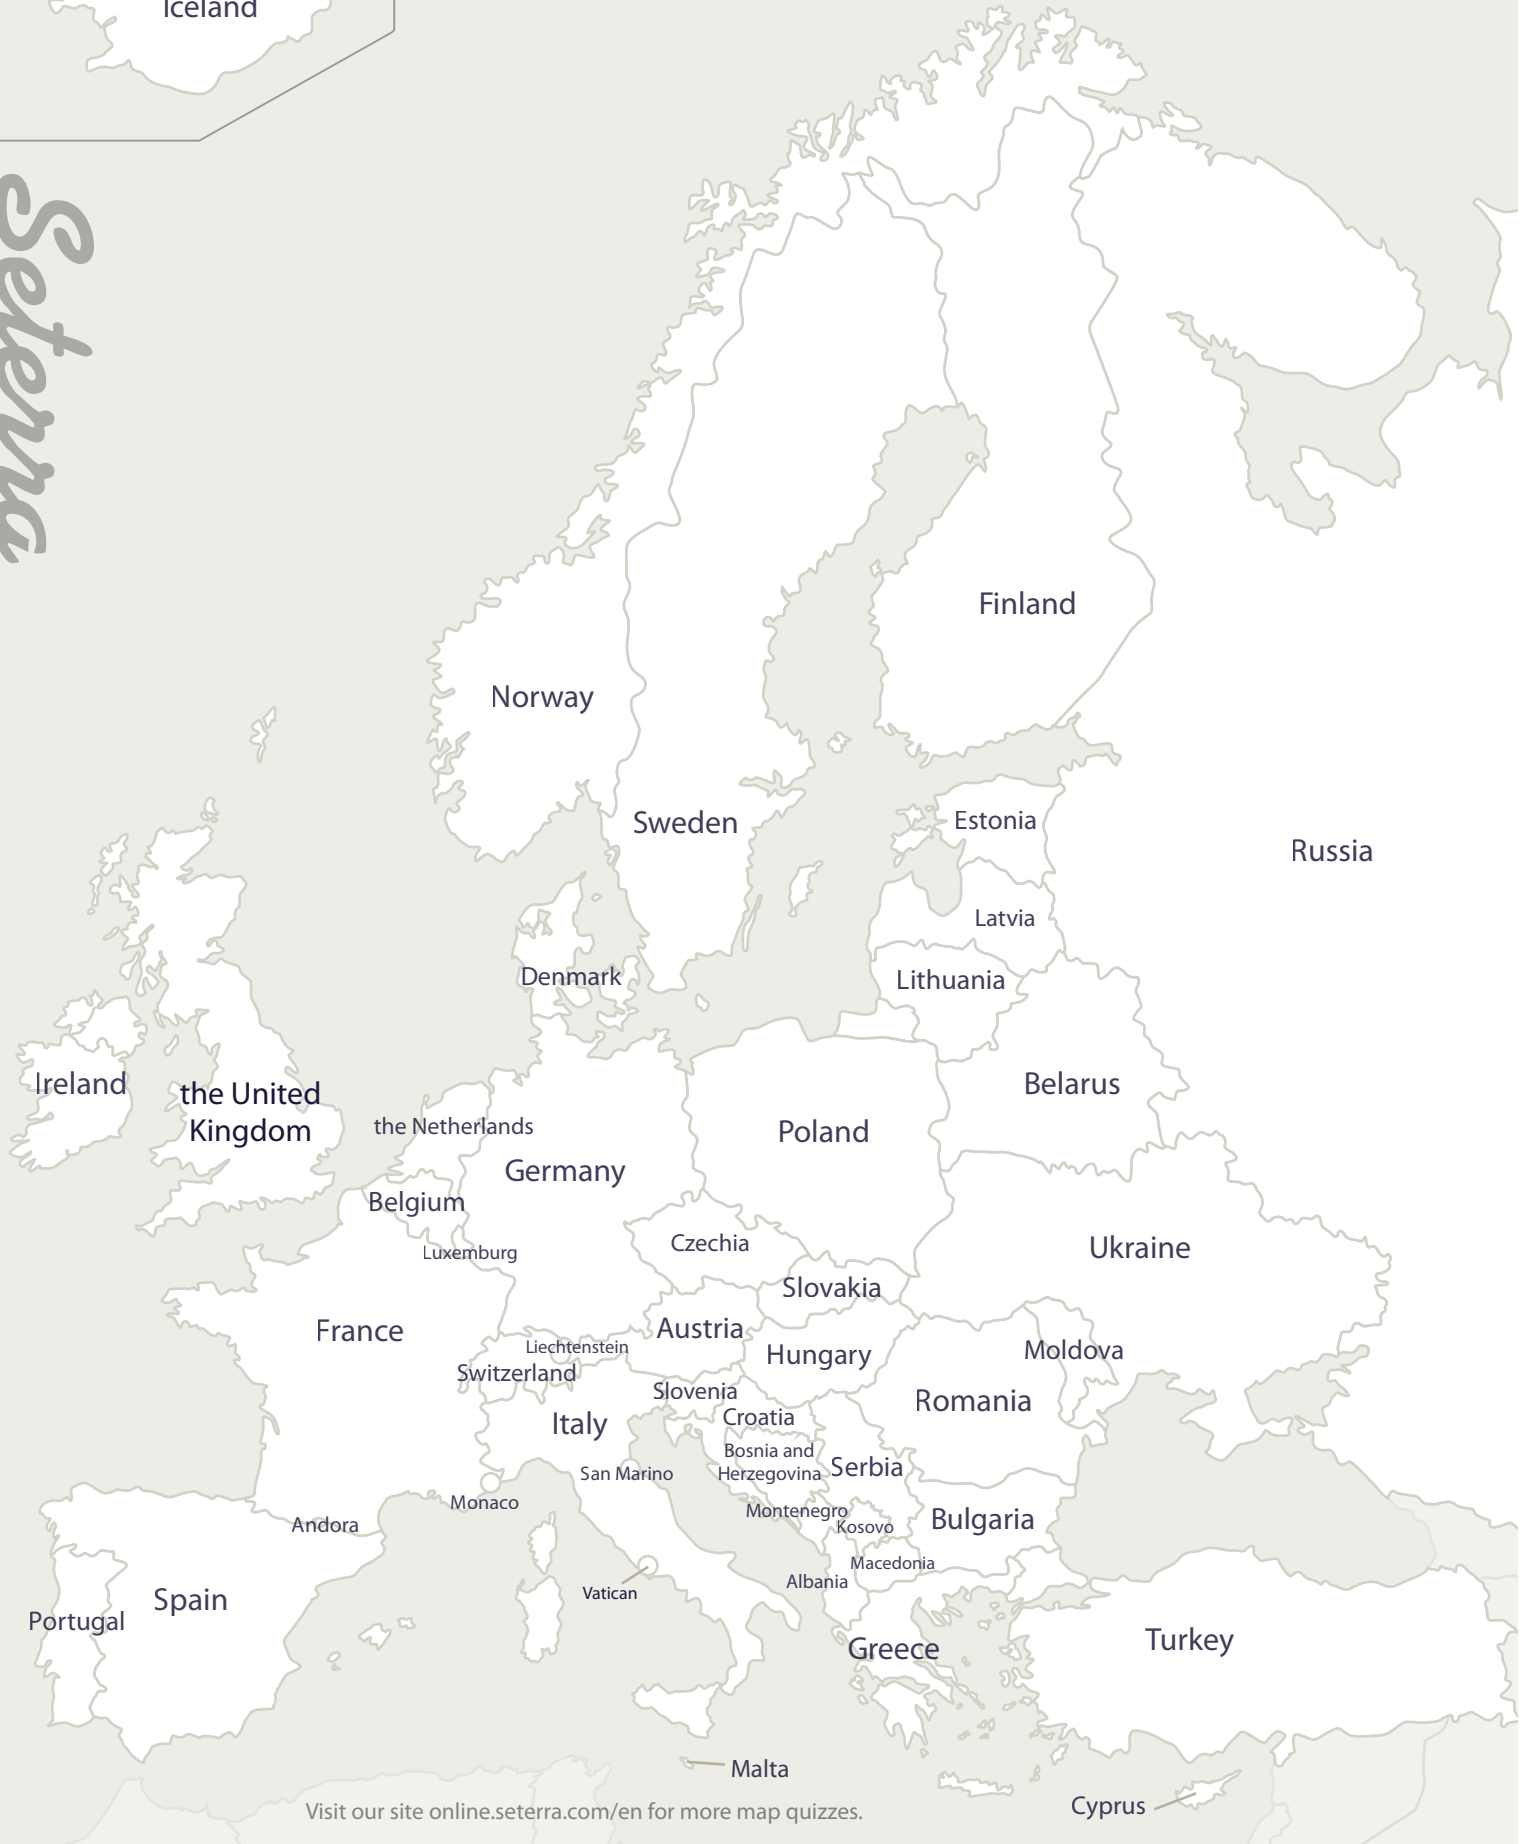 Iceland
Seterra
Finland
Norway
Sweden
Estonia
Russia
Latvia
Denmark
Lithuania
Ireland
the United
Kingdom
Belarus
the Netherlands
Poland
Germany
Belgium
Czechia
Luxemburg
Ukraine
Slovakia
France
Austria
Liechtenstein
Moldova
Hungary
Switzerland
Slovenia
Romania
Croatia
Italy
Bosnia and
Herzegovina
Serbia
San Marino
Monaco
Montenegro
Bulgaria
Andora
Kosovo
Macedonia
Albania
Vatican
Spain
Portugal
Greece
Turkey
Malta
Cyprus
Visit our site online.seterra.com/en for more map quizzes.